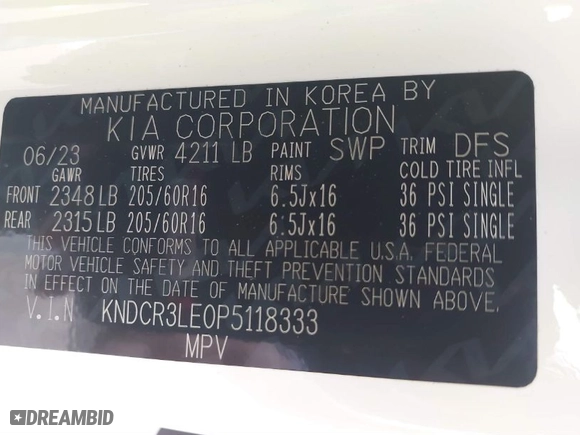 MANUFACTURED IN KOREA BY
KIA CORPORATION
06/23 GVWR 4211 LB PAINT SWP TRIM DFS
GAWR TIRES RIMS COLD TIRE INFL
FRONT 2348 LB 205/60R16 6.5Jx16 36 PSI SINGLE
REAR 2315 LB 205/60R16 6.5Jx16 36 PSI SINGLE
THIS VEHICLE CONFORMS TO ALL APPLICABLE U.S.A. FEDERAL
MOTOR VEHICLE SAFETY AND THEFT PREVENTION STANDARDS
IN EFFECT ON THE DATE OF MANUFACTURE SHOWN ABOVE.
V.I.N KNDCR3LE0P5118333
MPV
DREAMBID